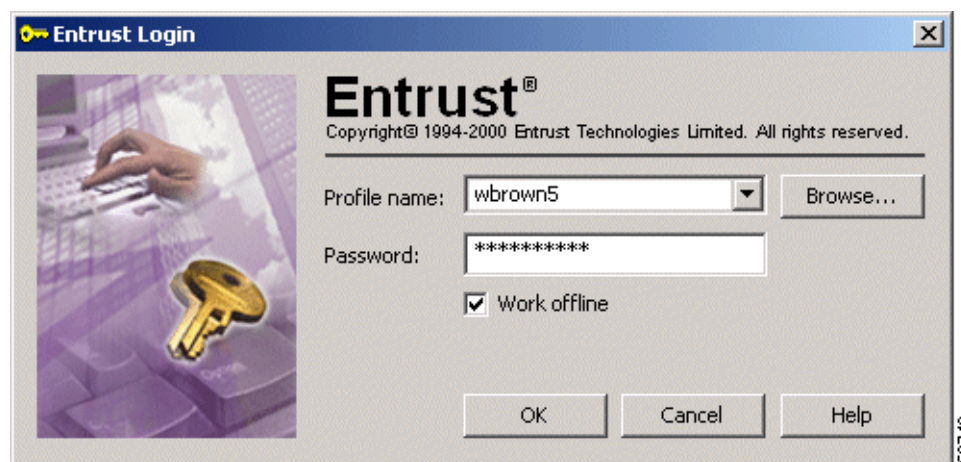 Entrust Login
Entrust®
Copyright© 1994-2000 Entrust Technologies Limited. All rights reserved.
Profile name: wbrown5 Browse...
Password: **********
Work offline
OK Cancel Help